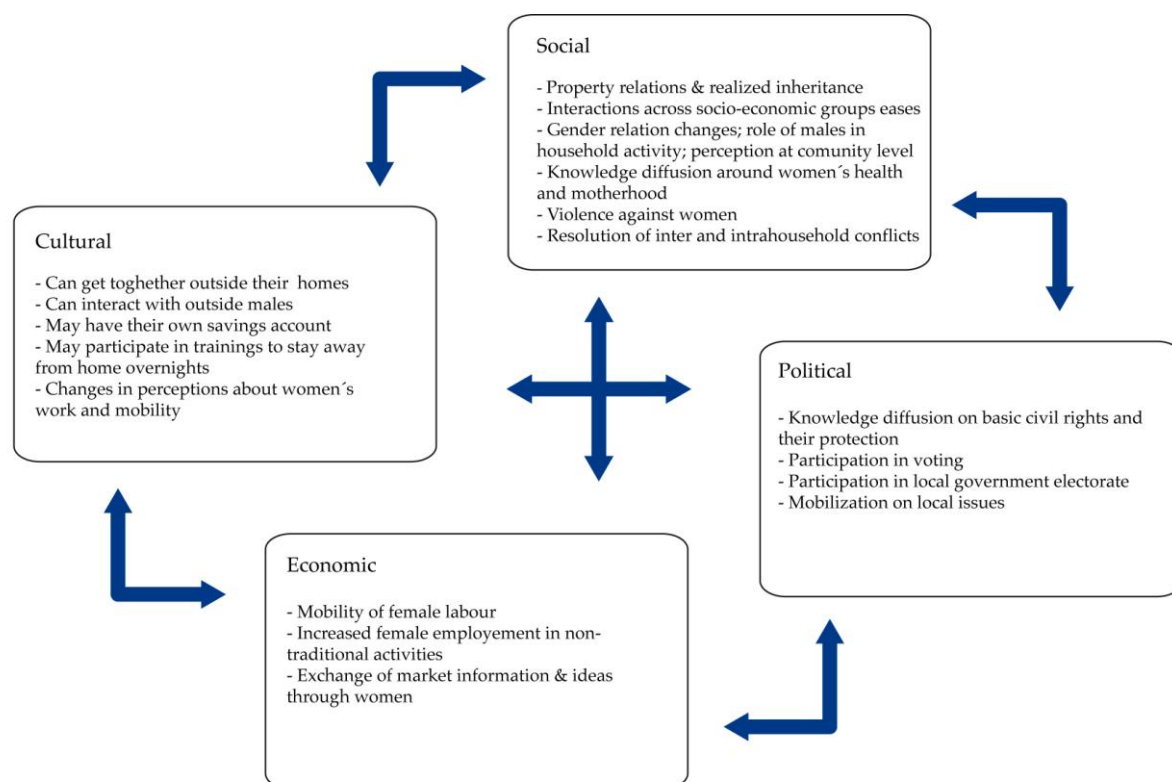 Social
- Property relations & realized inheritance
- Interactions across socio-economic groups eases
- Gender relation changes; role of males in
household activity; perception at comunity level
- Knowledge diffusion around women´s health
and motherhood
- Violence against women
- Resolution of inter and intrahousehold conflicts
Cultural
- Can get toghether outside their homes
- Can interact with outside males
- May have their own savings account
- May participate in trainings to stay away
from home overnights
- Changes in perceptions about women´s
work and mobility
Political
- Knowledge diffusion on basic civil rights and
their protection
- Participation in voting
- Participation in local government electorate
- Mobilization on local issues
Economic
- Mobility of female labour
- Increased female employement in non-
traditional activities
- Exchange of market information & ideas
through women